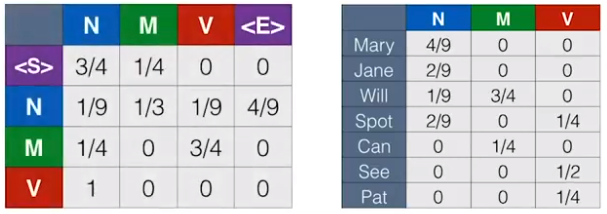 N M V <E>
<S> 3/4 1/4 0 0
N 1/9 1/3 1/9 4/9
M 1/4 0 3/4 0
V 1 0 0 0
N M V
Mary 4/9 0 0
Jane 2/9 0 0
Will 1/9 3/4 0
Spot 2/9 0 1/4
Can 0 1/4 0
See 0 0 1/2
Pat 0 0 1/4